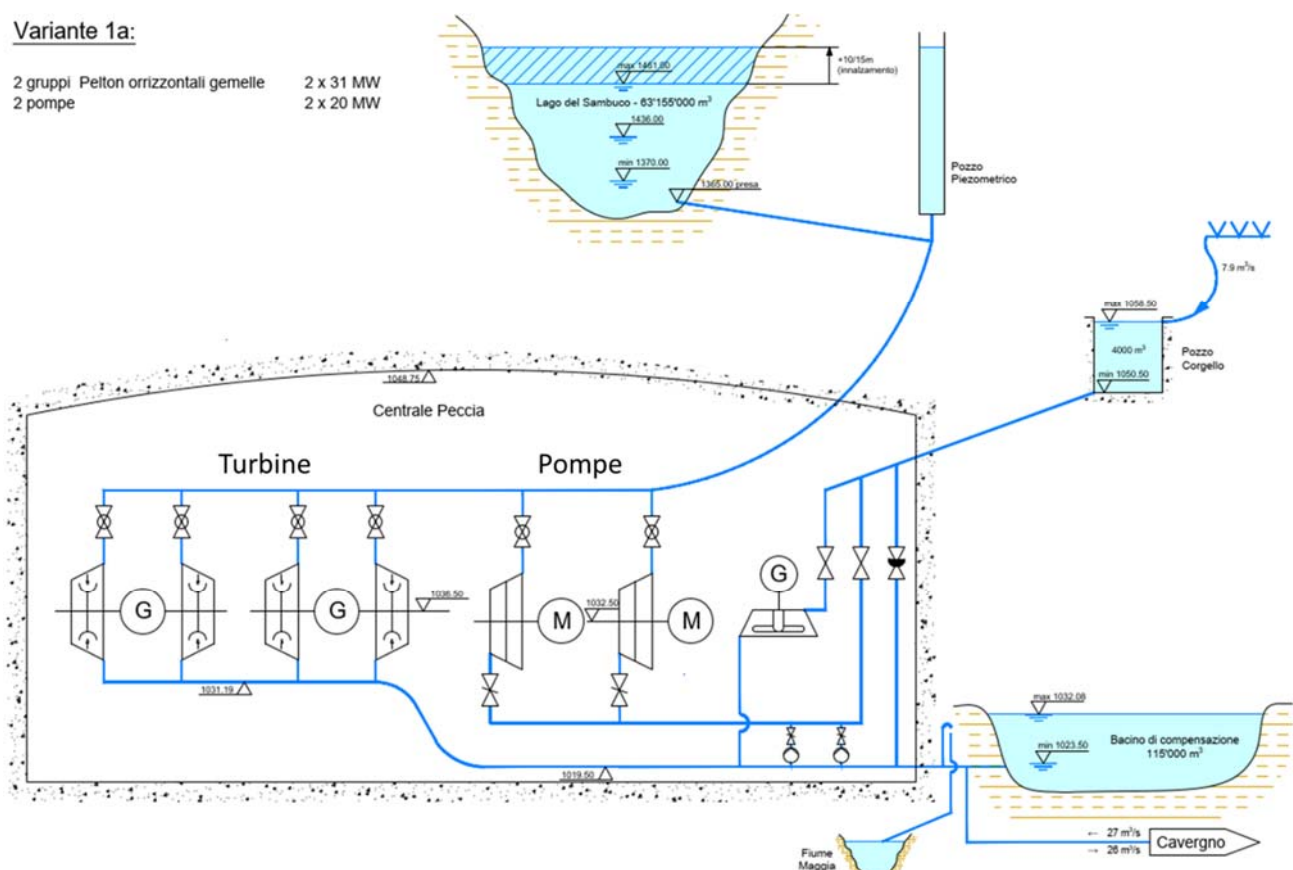 Variante 1a:
2 gruppi Pelton orrizontali gemelle 2 x 31 MW
2 pompe 2 x 20 MW
+10/15m
(innalzamento)
max 1461.00
Lago del Sambuco - 63'155'000 m³
1436.00
min 1370.00
1365.00 presa
Pozzo
Piezometrico
7.9 m³/s
max 1058.50
4000 m³
min 1050.50
Pozzo
Corgello
1048.75
Centrale Peccia
Turbine
Pompe
G
G
1036.50
M
1032.50
M
G
1031.19
1019.50
max 1032.08
Bacino di compensazione
115'000 m³
min 1023.50
← 27 m³/s
→ 26 m³/s
Cavergno
Fiume
Maggia